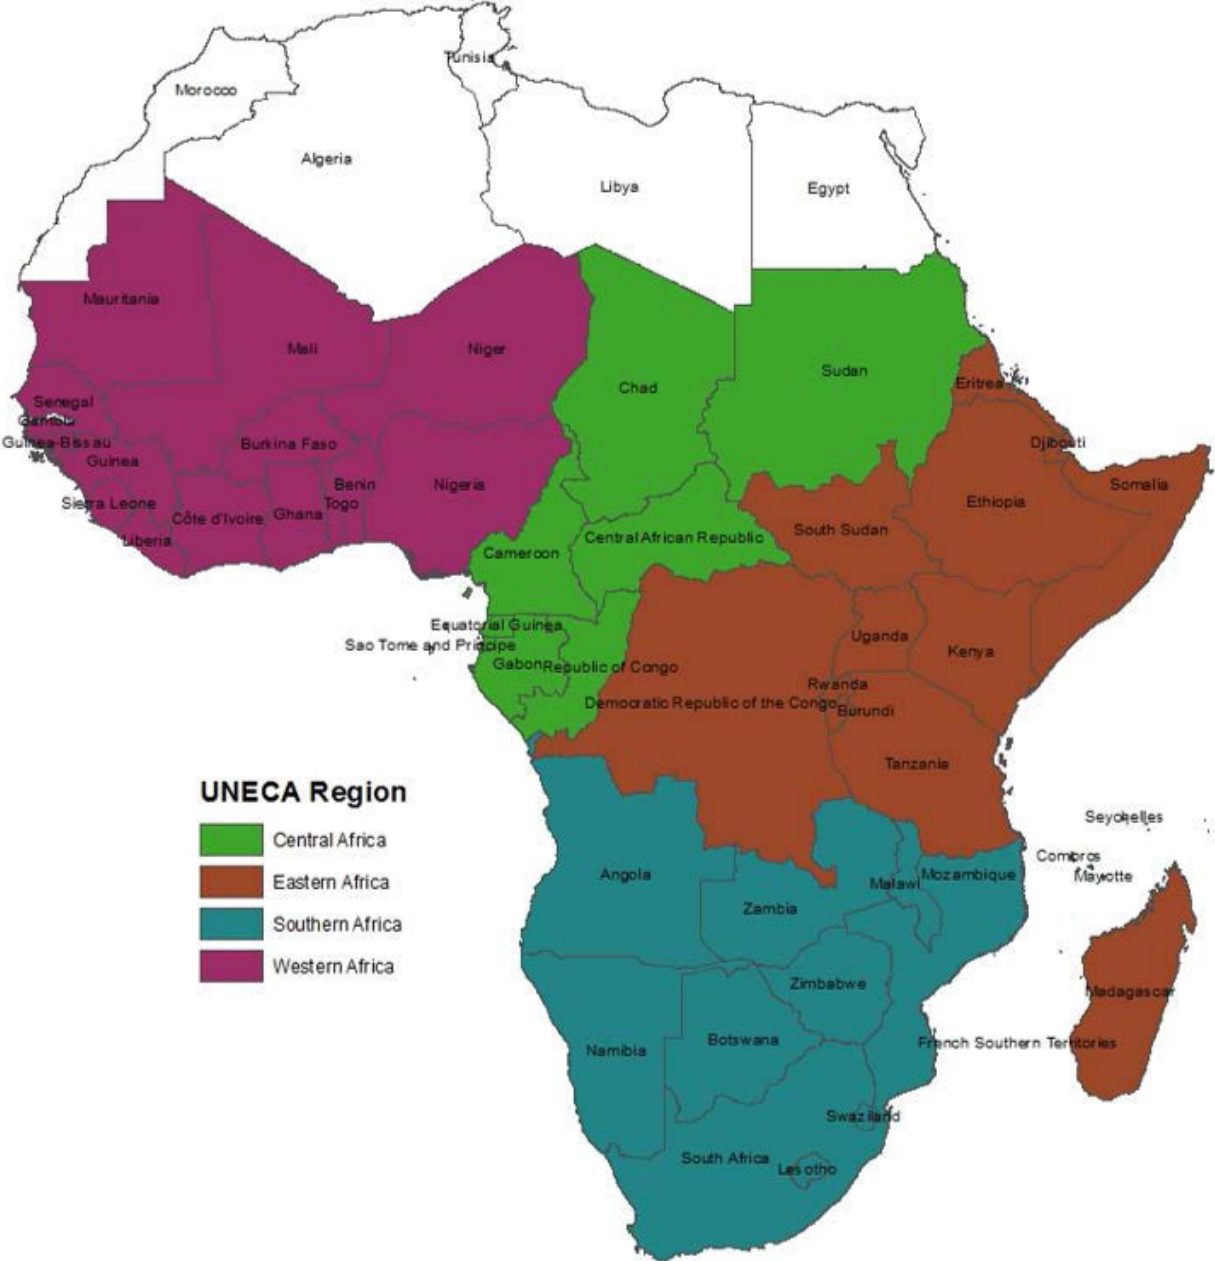 Tunisia
Morocco
Algeria
Libya
Egypt
Mauritania
Mali
Niger
Chad
Sudan
Eritrea
Senegal
Gambia
Guinea-Bissau
Burkina Faso
Djibouti
Guinea
Benin
Nigeria
Somalia
Sierra Leone
Togo
Ethiopia
Côte d'Ivoire
Ghana
South Sudan
Liberia
Central African Republic
Cameroon
Equatorial Guinea
Uganda
Sao Tome and Principe
Kenya
Gabon
Republic of Congo
Rwanda
Democratic Republic of the Congo
Burundi
Tanzania
UNECA Region
Central Africa
Eastern Africa
Southern Africa
Western Africa
Seychelles
Comoros
Mayotte
Angola
Malawi
Mozambique
Zambia
Zimbabwe
Madagascar
Namibia
Botswana
French Southern Territories
Swaziland
South Africa
Lesotho